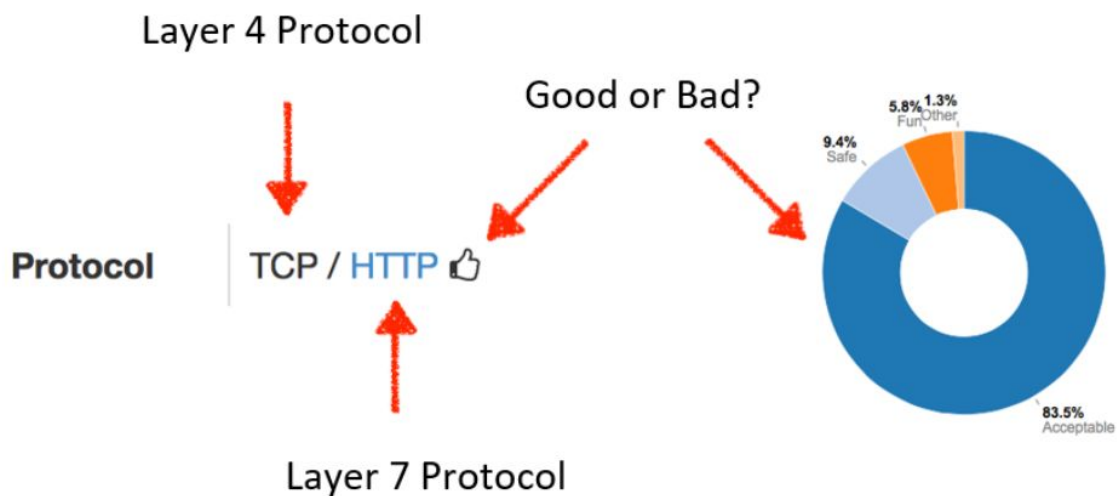 Layer 4 Protocol
Good or Bad?
5.8%
Fun
1.3%
Other
9.4%
Safe
Protocol
TCP / HTTP
83.5%
Acceptable
Layer 7 Protocol